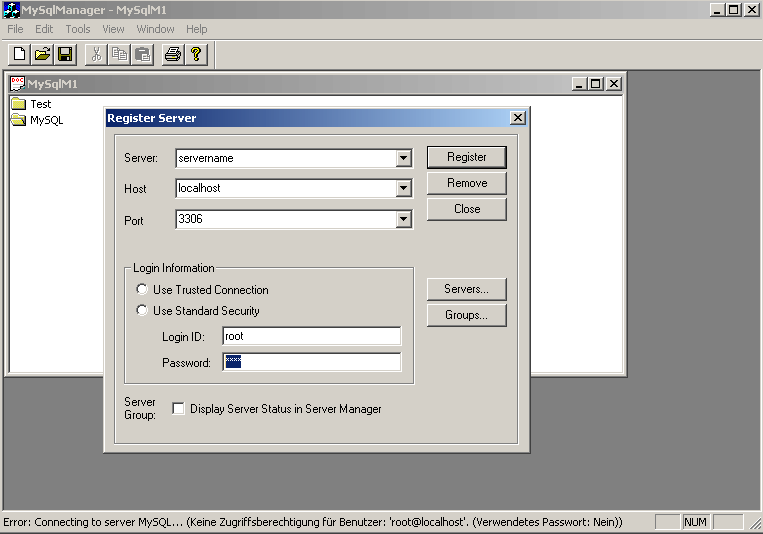 MySqlManager - MySqlM1
File Edit Tools View Window Help
DOC MySqlM1
Test
MySQL
Register Server
Server: servername Register
Host localhost Remove
Close
Port 3306
Login Information
Use Trusted Connection Servers...
Use Standard Security Groups...
Login ID: root
Password: ****
Server
Group: Display Server Status in Server Manager
Error: Connecting to server MySQL... (Keine Zugriffsberechtigung für Benutzer: 'root@localhost'. (Verwendetes Passwort: Nein)) NUM